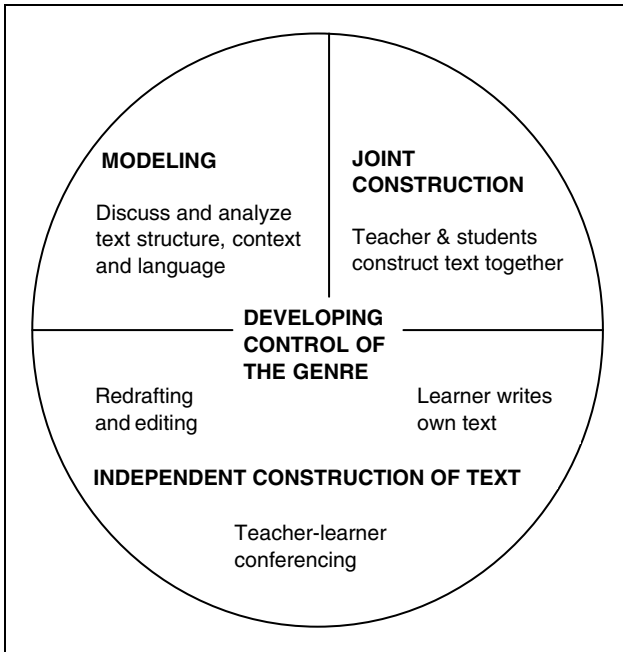 MODELING
Discuss and analyze
text structure, context
and language
JOINT
CONSTRUCTION
Teacher & students
construct text together
DEVELOPING
CONTROL OF
THE GENRE
Redrafting
and editing
Learner writes
own text
INDEPENDENT CONSTRUCTION OF TEXT
Teacher-learner
conferencing